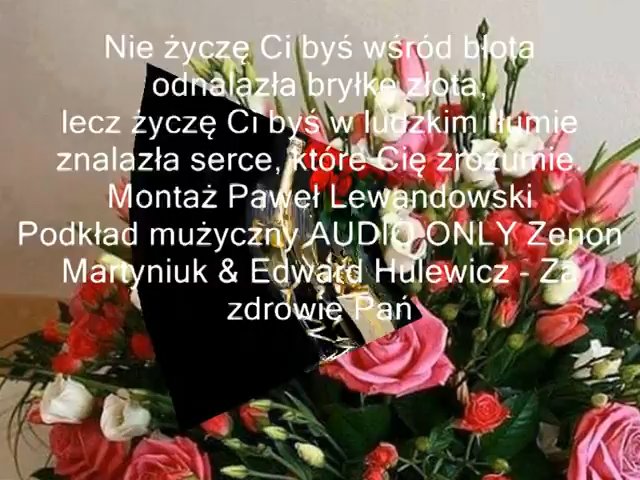 Nie życzę Ci byś wśród błota
odnalazła bryłkę złota,
lecz życzę Ci byś w ludzkim tłumie
znalazła serce, które Cię zrozumie.
Montaż Paweł Lewandowski
Podkład mużyczny AUDIO ONLY Zenon
Martyniuk & Edward Hulewicz - Za
zdrowie Pań